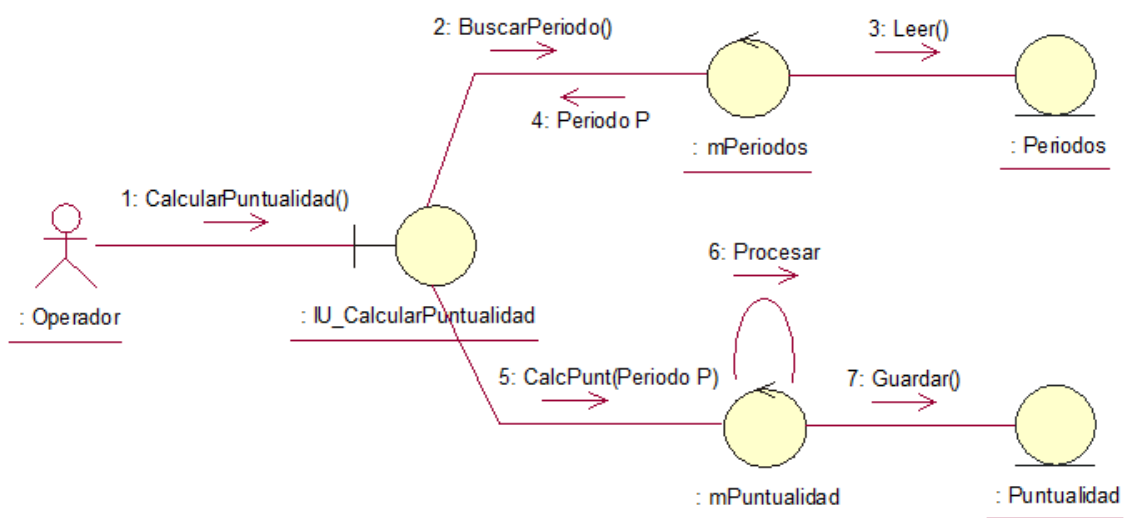 2: BuscarPeriodo()
3: Leer()
4: Periodo P
: mPeriodos
: Periodos
1: CalcularPuntualidad()
6: Procesar
: Operador
: IU_CalcularPuntualidad
5: CalcPunt(Periodo P)
7: Guardar()
: mPuntualidad
: Puntualidad